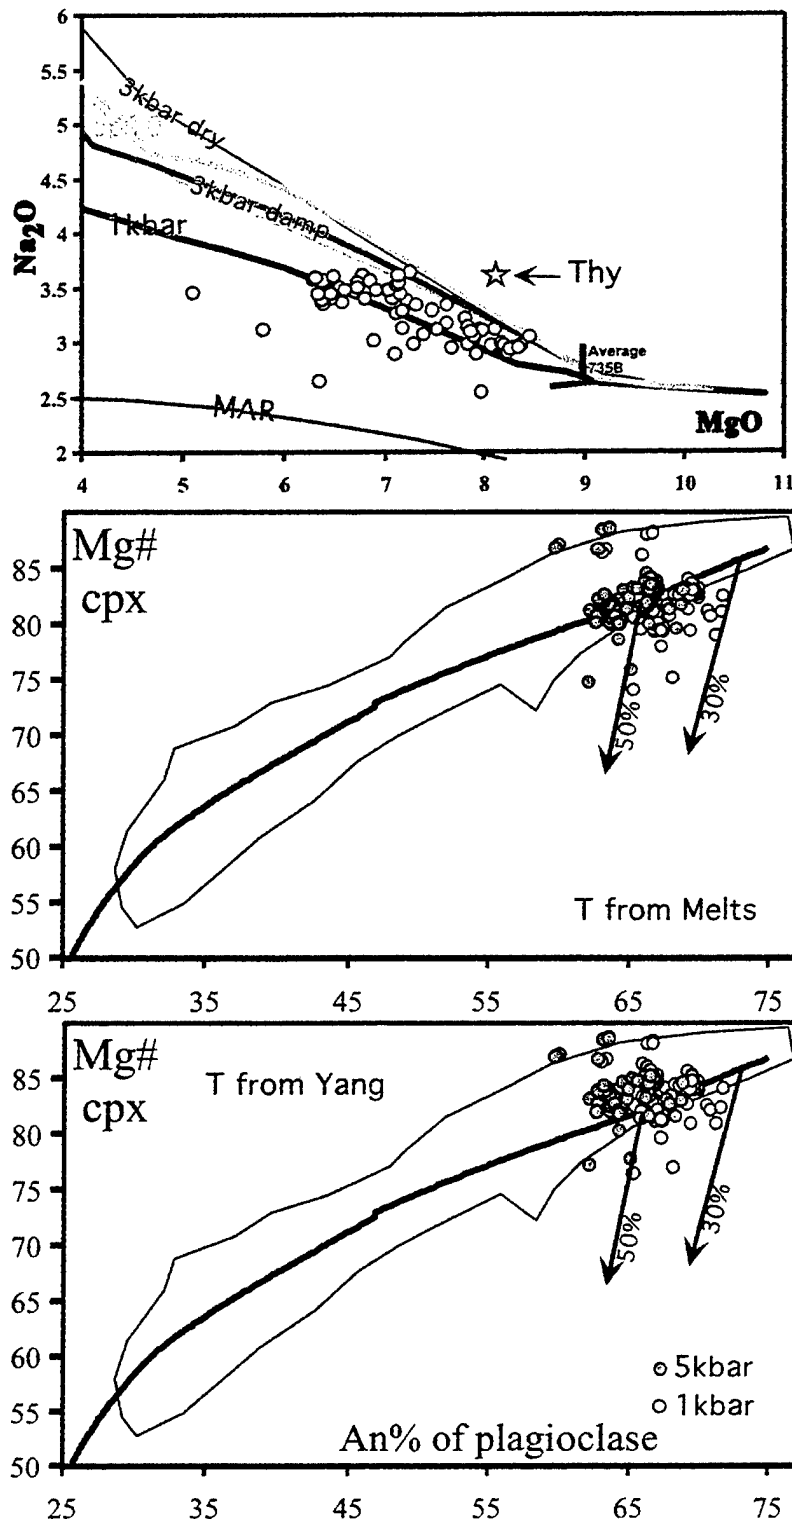 6
5.5
5
4.5
4
3.5
3
2.5
2
Na2O
3kbar dry
3kbar damp
1kbar
Thy
Average
735B
MAR
MgO
4 5 6 7 8 9 10 11
Mg#
cpx
85
80
75
70
65
60
55
50
50%
30%
T from Melts
25 35 45 55 65 75
Mg#
cpx
T from Yang
85
80
75
70
65
60
55
50
50%
30%
5kbar
1kbar
An% of plagioclase
25 35 45 55 65 75